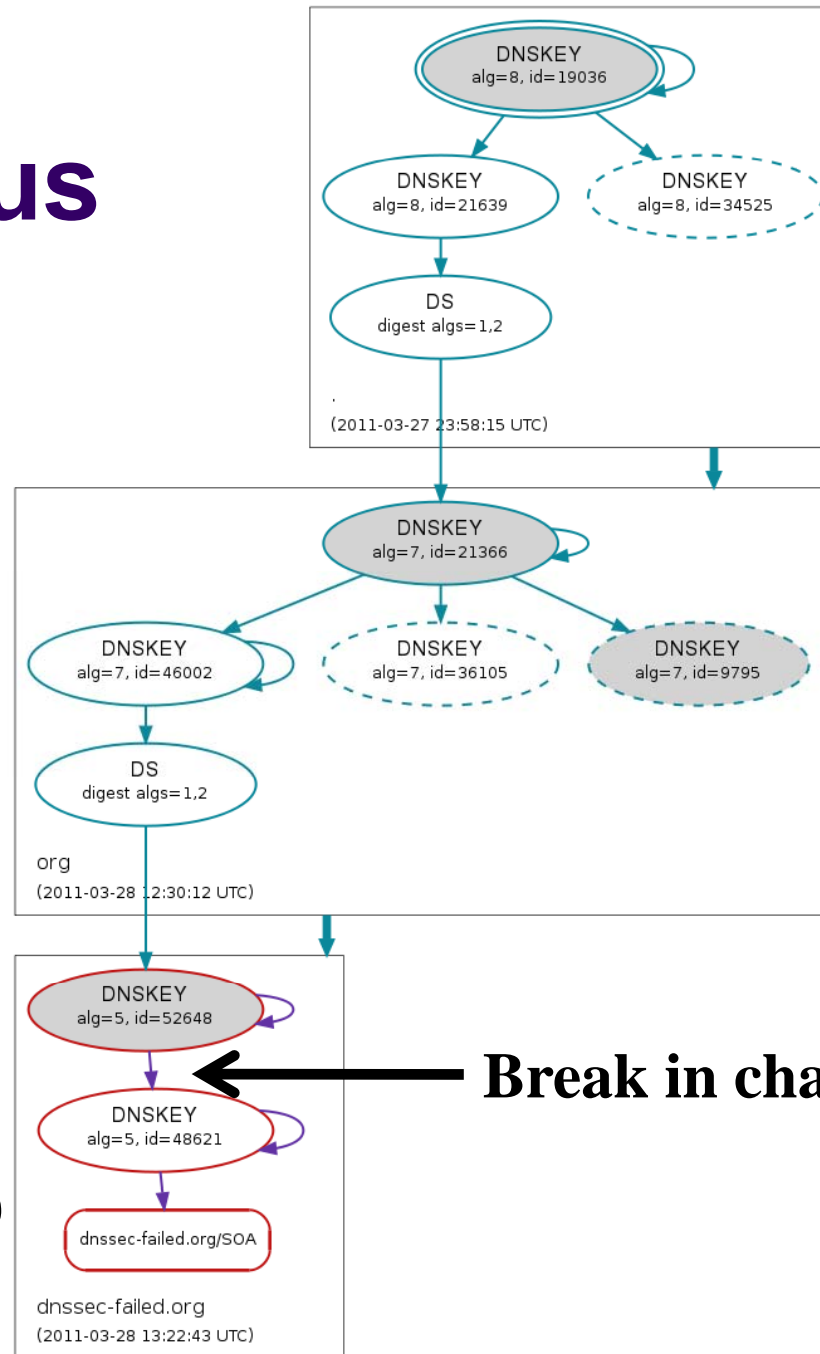 us
DNSKEY
alg=8, id=19036
DNSKEY
alg=8, id=21639
DNSKEY
alg=8, id=34525
DS
digest algs=1,2
.
(2011-03-27 23:58:15 UTC)
DNSKEY
alg=7, id=21366
DNSKEY
alg=7, id=46002
DNSKEY
alg=7, id=36105
DNSKEY
alg=7, id=9795
DS
digest algs=1,2
org
(2011-03-28 12:30:12 UTC)
DNSKEY
alg=5, id=52648
Break in cha
DNSKEY
alg=5, id=48621
)
dnssec-failed.org/SOA
dnssec-failed.org
(2011-03-28 13:22:43 UTC)